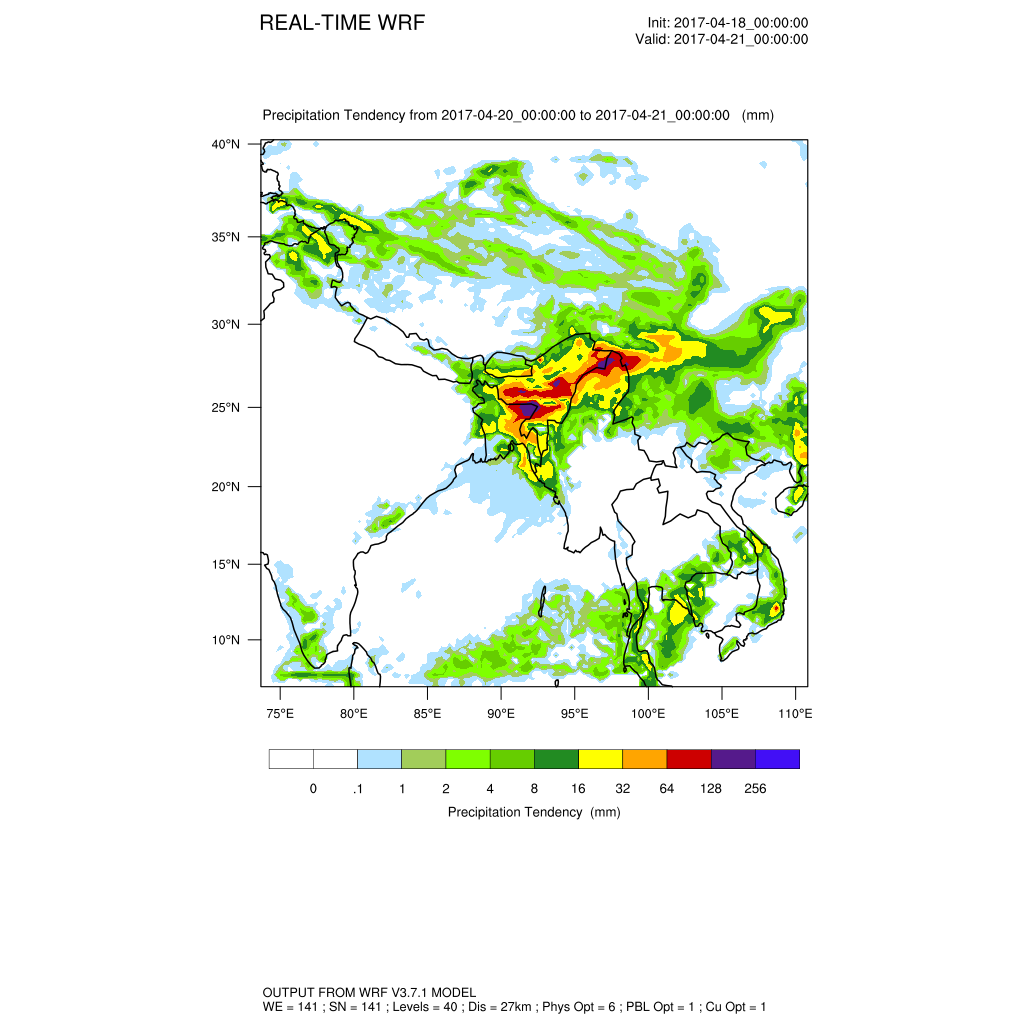 REAL-TIME WRF
Init: 2017-04-18_00:00:00
Valid: 2017-04-21_00:00:00
Precipitation Tendency from 2017-04-20_00:00:00 to 2017-04-21_00:00:00   (mm)
40°N
35°N
30°N
25°N
20°N
15°N
10°N
75°E 80°E 85°E 90°E 95°E 100°E 105°E 110°E
0 .1 1 2 4 8 16 32 64 128 256
Precipitation Tendency  (mm)
OUTPUT FROM WRF V3.7.1 MODEL
WE = 141 ; SN = 141 ; Levels = 40 ; Dis = 27km ; Phys Opt = 6 ; PBL Opt = 1 ; Cu Opt = 1